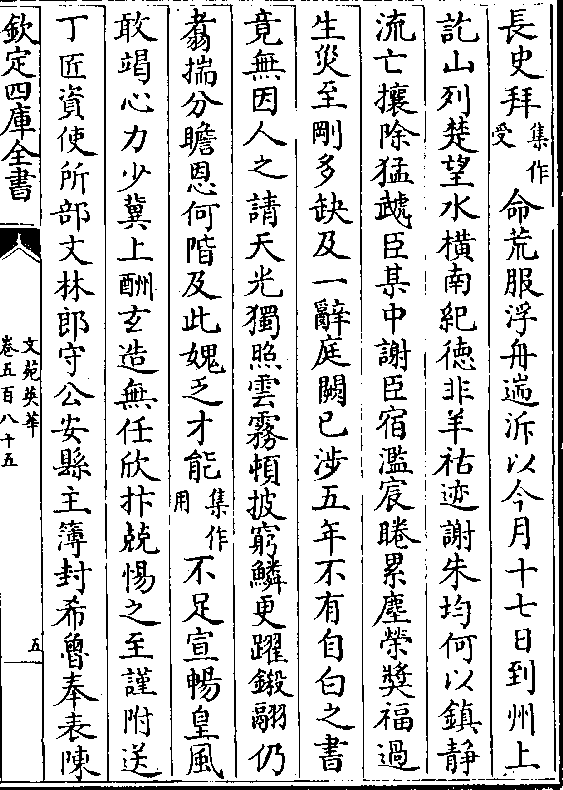 長史拜集作受命荒服浮舟遄泝以今月十七日到州上
訖山列楚望水橫南紀德非羊祜迹謝朱均何以鎮静
流亡攘除猛虣臣某中謝臣宿濫宸睠累塵榮奬福過
生災至剛多缺及一辭庭闕已涉五年不有自白之書
竟無因人之請天光獨照雲霧頓披窮鱗更躍鎩翮仍
翥揣分瞻恩何階及此媿乏才能集作用不足宣暢皇風
敢竭心力少冀上酬玄造無任欣抃兢惕之至謹附送
丁匠資使所部文林郎守公安縣主簿封希魯奉表陳
欽定四庫全書
文苑英華
卷五百八十五
五